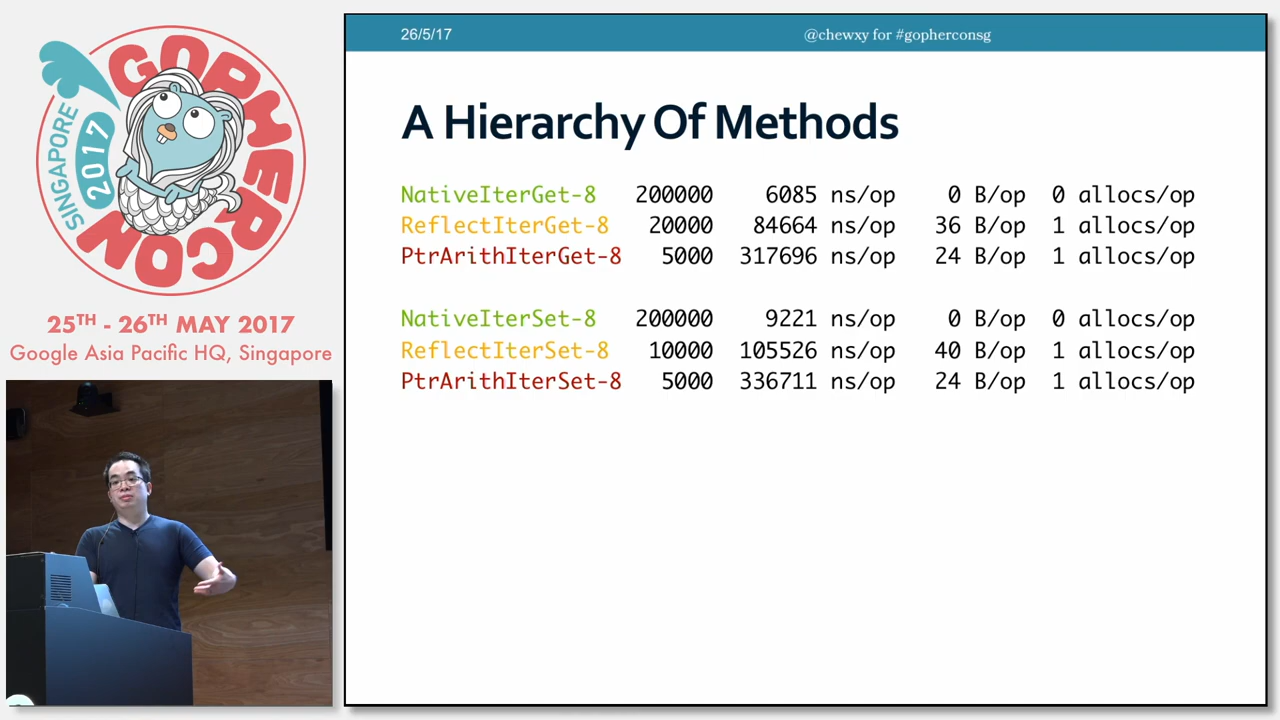 GOPHERCON
SINGAPORE
2017
25TH - 26TH MAY 2017
Google Asia Pacific HQ, Singapore
26/5/17 @chewxy for #gopherconsg
A Hierarchy Of Methods
NativeIterGet-8 200000 6085 ns/op 0 B/op 0 allocs/op
ReflectIterGet-8 20000 84664 ns/op 36 B/op 1 allocs/op
PtrArithIterGet-8 5000 317696 ns/op 24 B/op 1 allocs/op
NativeIterSet-8 200000 9221 ns/op 0 B/op 0 allocs/op
ReflectIterSet-8 10000 105526 ns/op 40 B/op 1 allocs/op
PtrArithIterSet-8 5000 336711 ns/op 24 B/op 1 allocs/op